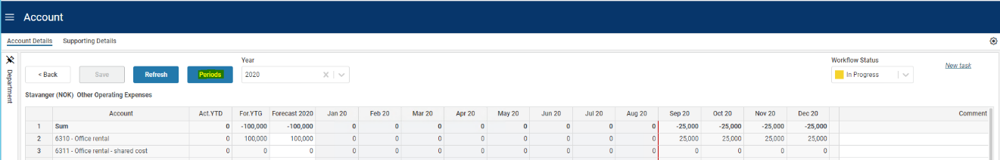 Account
Account Details Supporting Details
Department
Year
Workflow Status
< Back Save Refresh Periods 2020 In Progress New task
Stavanger (NOK) Other Operating Expenses
Account Act.YTD For.YTG Forecast 2020 Jan 20 Feb 20 Mar 20 Apr 20 May 20 Jun 20 Jul 20 Aug 20 Sep 20 Oct 20 Nov 20 Dec 20 Comment
1 Sum 0 -100,000 -100,000 0 0 0 0 0 0 0 0 -25,000 -25,000 -25,000 -25,000
2 6310 - Office rental 0 100,000 100,000 0 0 0 0 0 0 0 0 25,000 25,000 25,000 25,000
3 6311 - Office rental - shared cost 0 0 0 0 0 0 0 0 0 0 0 0 0 0 0